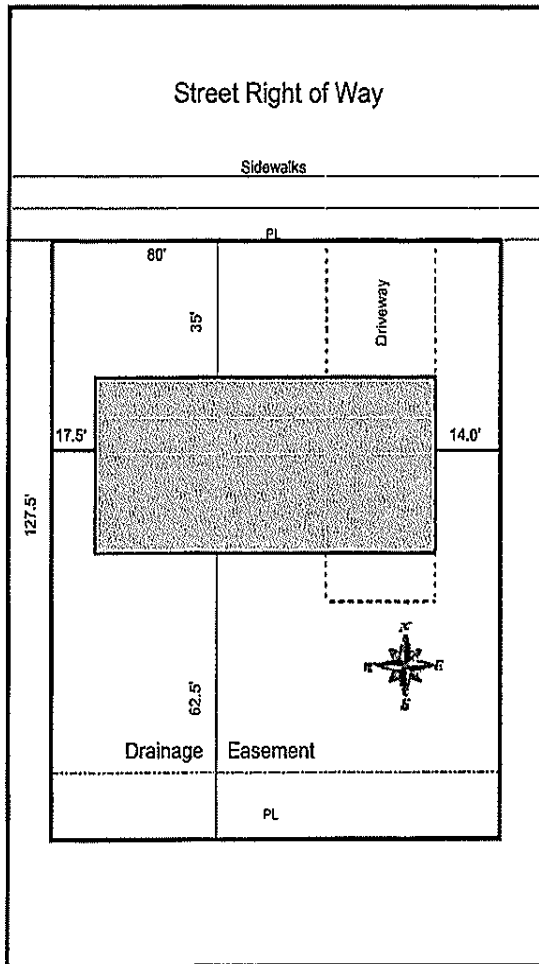 Street Right of Way
Sidewalks
PL
80'
35'
Driveway
17.5'
14.0'
127.5'
62.5'
N
E
S
Drainage Easement
PL